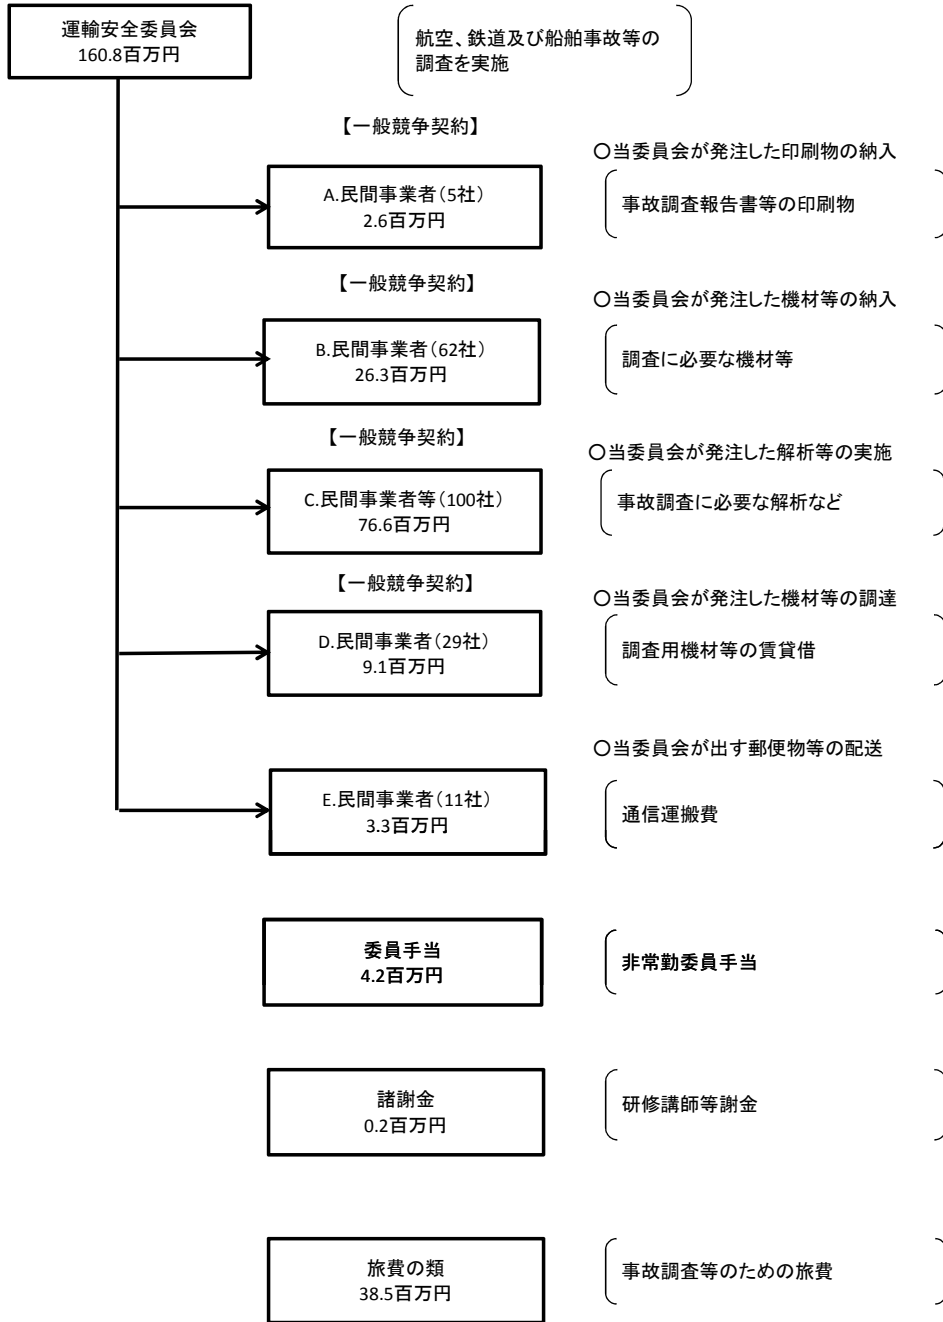 運輸安全委員会
160.8百万円
航空、鉄道及び船舶事故等の
調査を実施
【一般競争契約】
○当委員会が発注した印刷物の納入
A.民間事業者(5社)
2.6百万円
事故調査報告書等の印刷物
【一般競争契約】
○当委員会が発注した機材等の納入
B.民間事業者(62社)
26.3百万円
調査に必要な機材等
【一般競争契約】
○当委員会が発注した解析等の実施
C.民間事業者等(100社)
76.6百万円
事故調査に必要な解析など
【一般競争契約】
○当委員会が発注した機材等の調達
D.民間事業者(29社)
9.1百万円
調査用機材等の賃貸借
○当委員会が出す郵便物等の配送
E.民間事業者(11社)
3.3百万円
通信運搬費
委員手当
4.2百万円
非常勤委員手当
諸謝金
0.2百万円
研修講師等謝金
旅費の類
38.5百万円
事故調査等のための旅費